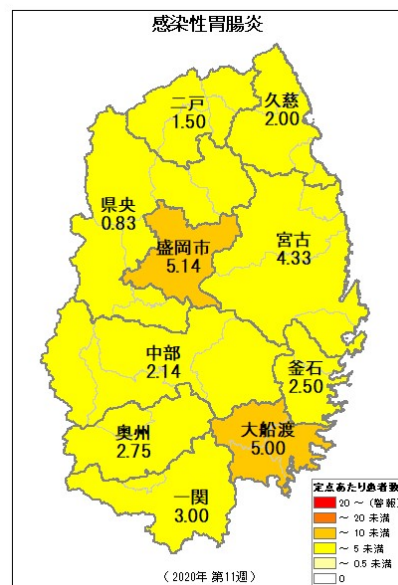 感染性胃腸炎
二戸
1.50
久慈
2.00
県央
0.83
盛岡市
5.14
宮古
4.33
中部
2.14
釜石
2.50
奥州
2.75
大船渡
5.00
一関
3.00
定点あたり患者数
20 ～ (警報)
～ 20 未満
～ 10 未満
～ 5 未満
～ 0.5 未満
0
(2020年 第11週)